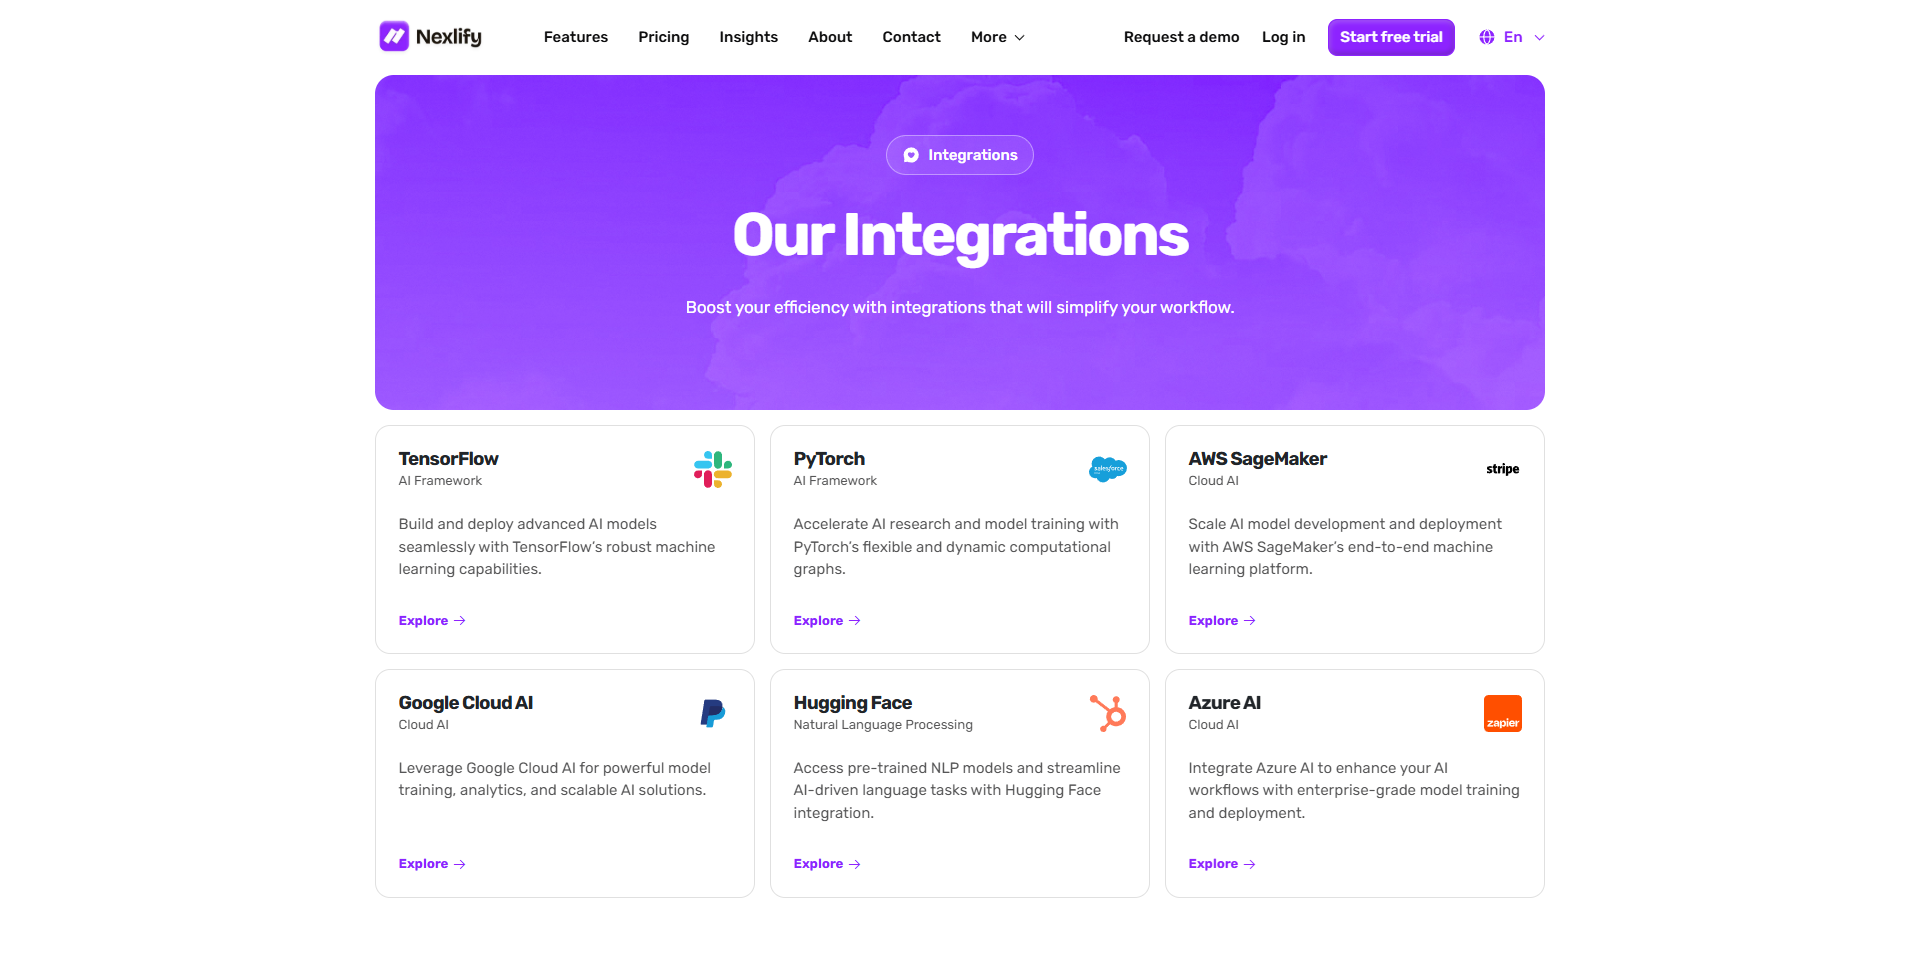 Nexlify
Features
Pricing
Insights
About
Contact
More
Request a demo
Log in
Start free trial
En
Integrations
Our Integrations
Boost your efficiency with integrations that will simplify your workflow.
TensorFlow
AI Framework
Build and deploy advanced AI models
seamlessly with TensorFlow’s robust machine
learning capabilities.
Explore
PyTorch
AI Framework
salesforce
Accelerate AI research and model training with
PyTorch’s flexible and dynamic computational
graphs.
Explore
AWS SageMaker
Cloud AI
stripe
Scale AI model development and deployment
with AWS SageMaker’s end-to-end machine
learning platform.
Explore
Google Cloud AI
Cloud AI
Leverage Google Cloud AI for powerful model
training, analytics, and scalable AI solutions.
Explore
Hugging Face
Natural Language Processing
Access pre-trained NLP models and streamline
AI-driven language tasks with Hugging Face
integration.
Explore
Azure AI
Cloud AI
zapier
Integrate Azure AI to enhance your AI
workflows with enterprise-grade model training
and deployment.
Explore